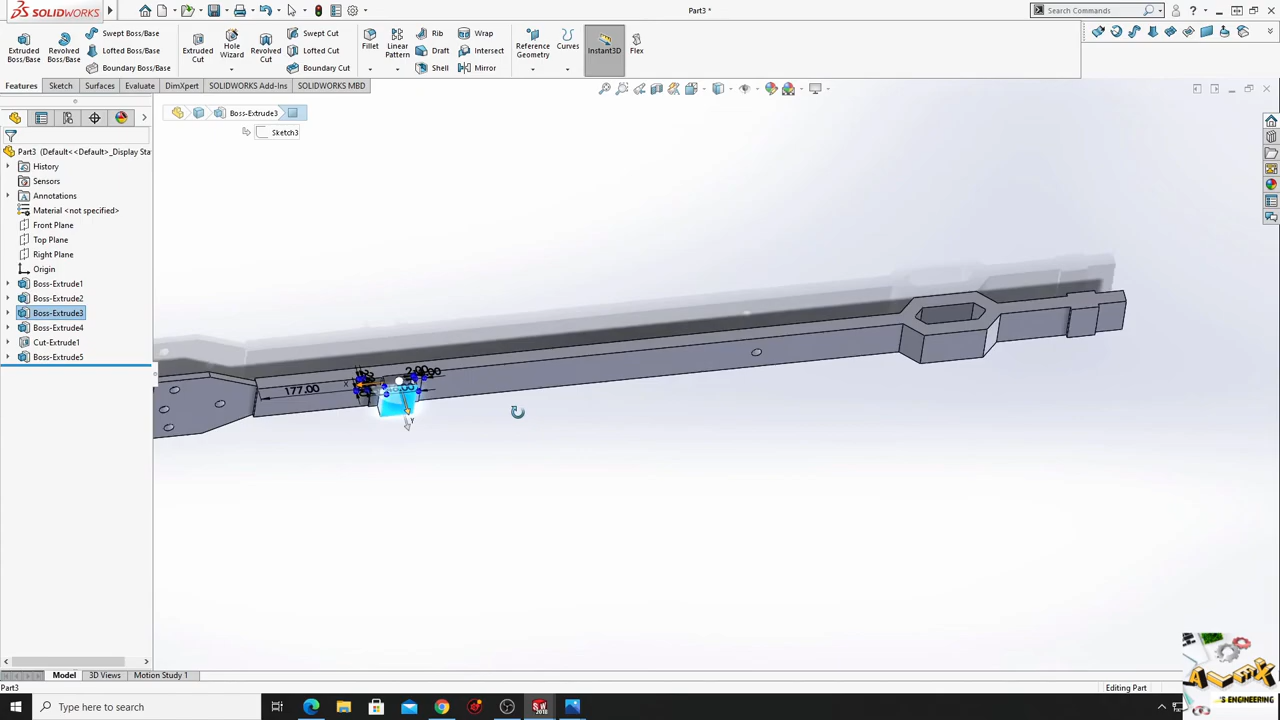 SOLIDWORKS
Part3 *
Search Commands
Extruded Boss/Base
Revolved Boss/Base
Swept Boss/Base
Lofted Boss/Base
Boundary Boss/Base
Extruded Cut
Hole Wizard
Revolved Cut
Swept Cut
Lofted Cut
Boundary Cut
Fillet
Linear Pattern
Rib
Draft
Shell
Wrap
Intersect
Mirror
Reference Geometry
Curves
Instant3D
Flex
Features
Sketch
Surfaces
Evaluate
DimXpert
SOLIDWORKS Add-Ins
SOLIDWORKS MBD
Boss-Extrude3
Sketch3
Part3 (Default<<Default>_Display Sta
History
Sensors
Annotations
Material <not specified>
Front Plane
Top Plane
Right Plane
Origin
Boss-Extrude1
Boss-Extrude2
Boss-Extrude3
Boss-Extrude4
Cut-Extrude1
Boss-Extrude5
177.00
Model
3D Views
Motion Study 1
Part3
Editing Part
Type here to search
'S ENGINEERING